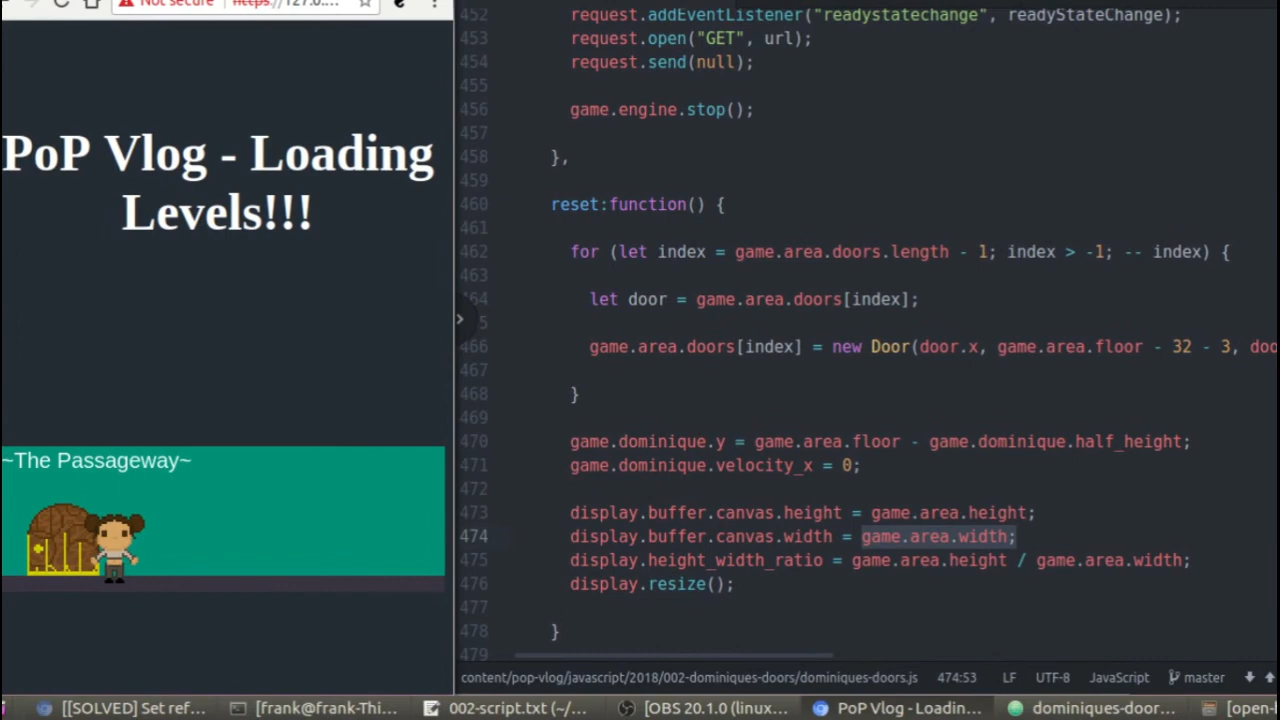 Not security
PoP Vlog - Loading
Levels!!!
~The Passageway~
452 request.addEventListener("readystatechange", readyStateChange);
453 request.open("GET", url);
454 request.send(null);
455
456 game.engine.stop();
457
458 },
459
460 reset:function() {
461
462 for (let index = game.area.doors.length - 1; index > -1; -- index) {
463
464 let door = game.area.doors[index];
5
466 game.area.doors[index] = new Door(door.x, game.area.floor - 32 - 3, doo
467
468 }
469
470 game.dominique.y = game.area.floor - game.dominique.half_height;
471 game.dominique.velocity_x = 0;
472
473 display.buffer.canvas.height = game.area.height;
474 display.buffer.canvas.width = game.area.width;
475 display.height_width_ratio = game.area.height / game.area.width;
476 display.resize();
477
478 }
479
content/pop-vlog/javascript/2018/002-dominiques-doors/dominiques-doors.js 474:53 LF UTF-8 JavaScript master
[[SOLVED] Set ref... [frank@frank-Thi... 002-script.txt (~/... [OBS 20.1.0 (linux... PoP Vlog - Loadin... dominiques-door... [open-